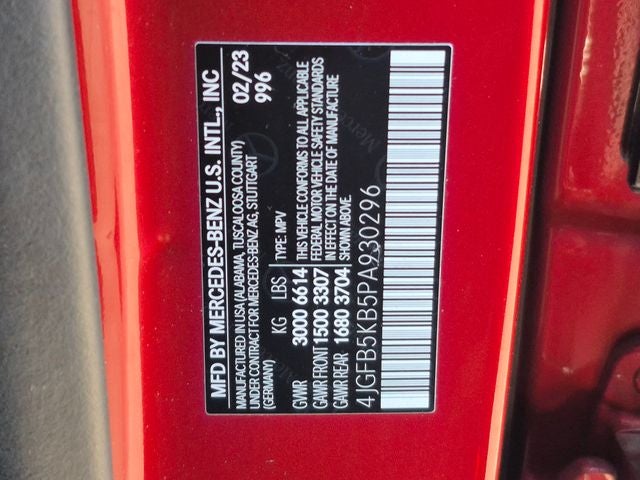 MFD BY MERCEDES-BENZ U.S. INTL., INC
MANUFACTURED IN USA (ALABAMA, TUSCALOOSA COUNTY) 02/23
UNDER CONTRACT FOR MERCEDES-BENZ AG, STUTTGART 996
(GERMANY)
KG LBS TYPE: MPV
GVWR 3000 6614 THIS VEHICLE CONFORMS TO ALL APPLICABLE
GAWR FRONT 1500 3307 FEDERAL MOTOR VEHICLE SAFETY STANDARDS
IN EFFECT ON THE DATE OF MANUFACTURE
GAWR REAR 1680 3704 SHOWN ABOVE.
4JGFB5KB5PA930296